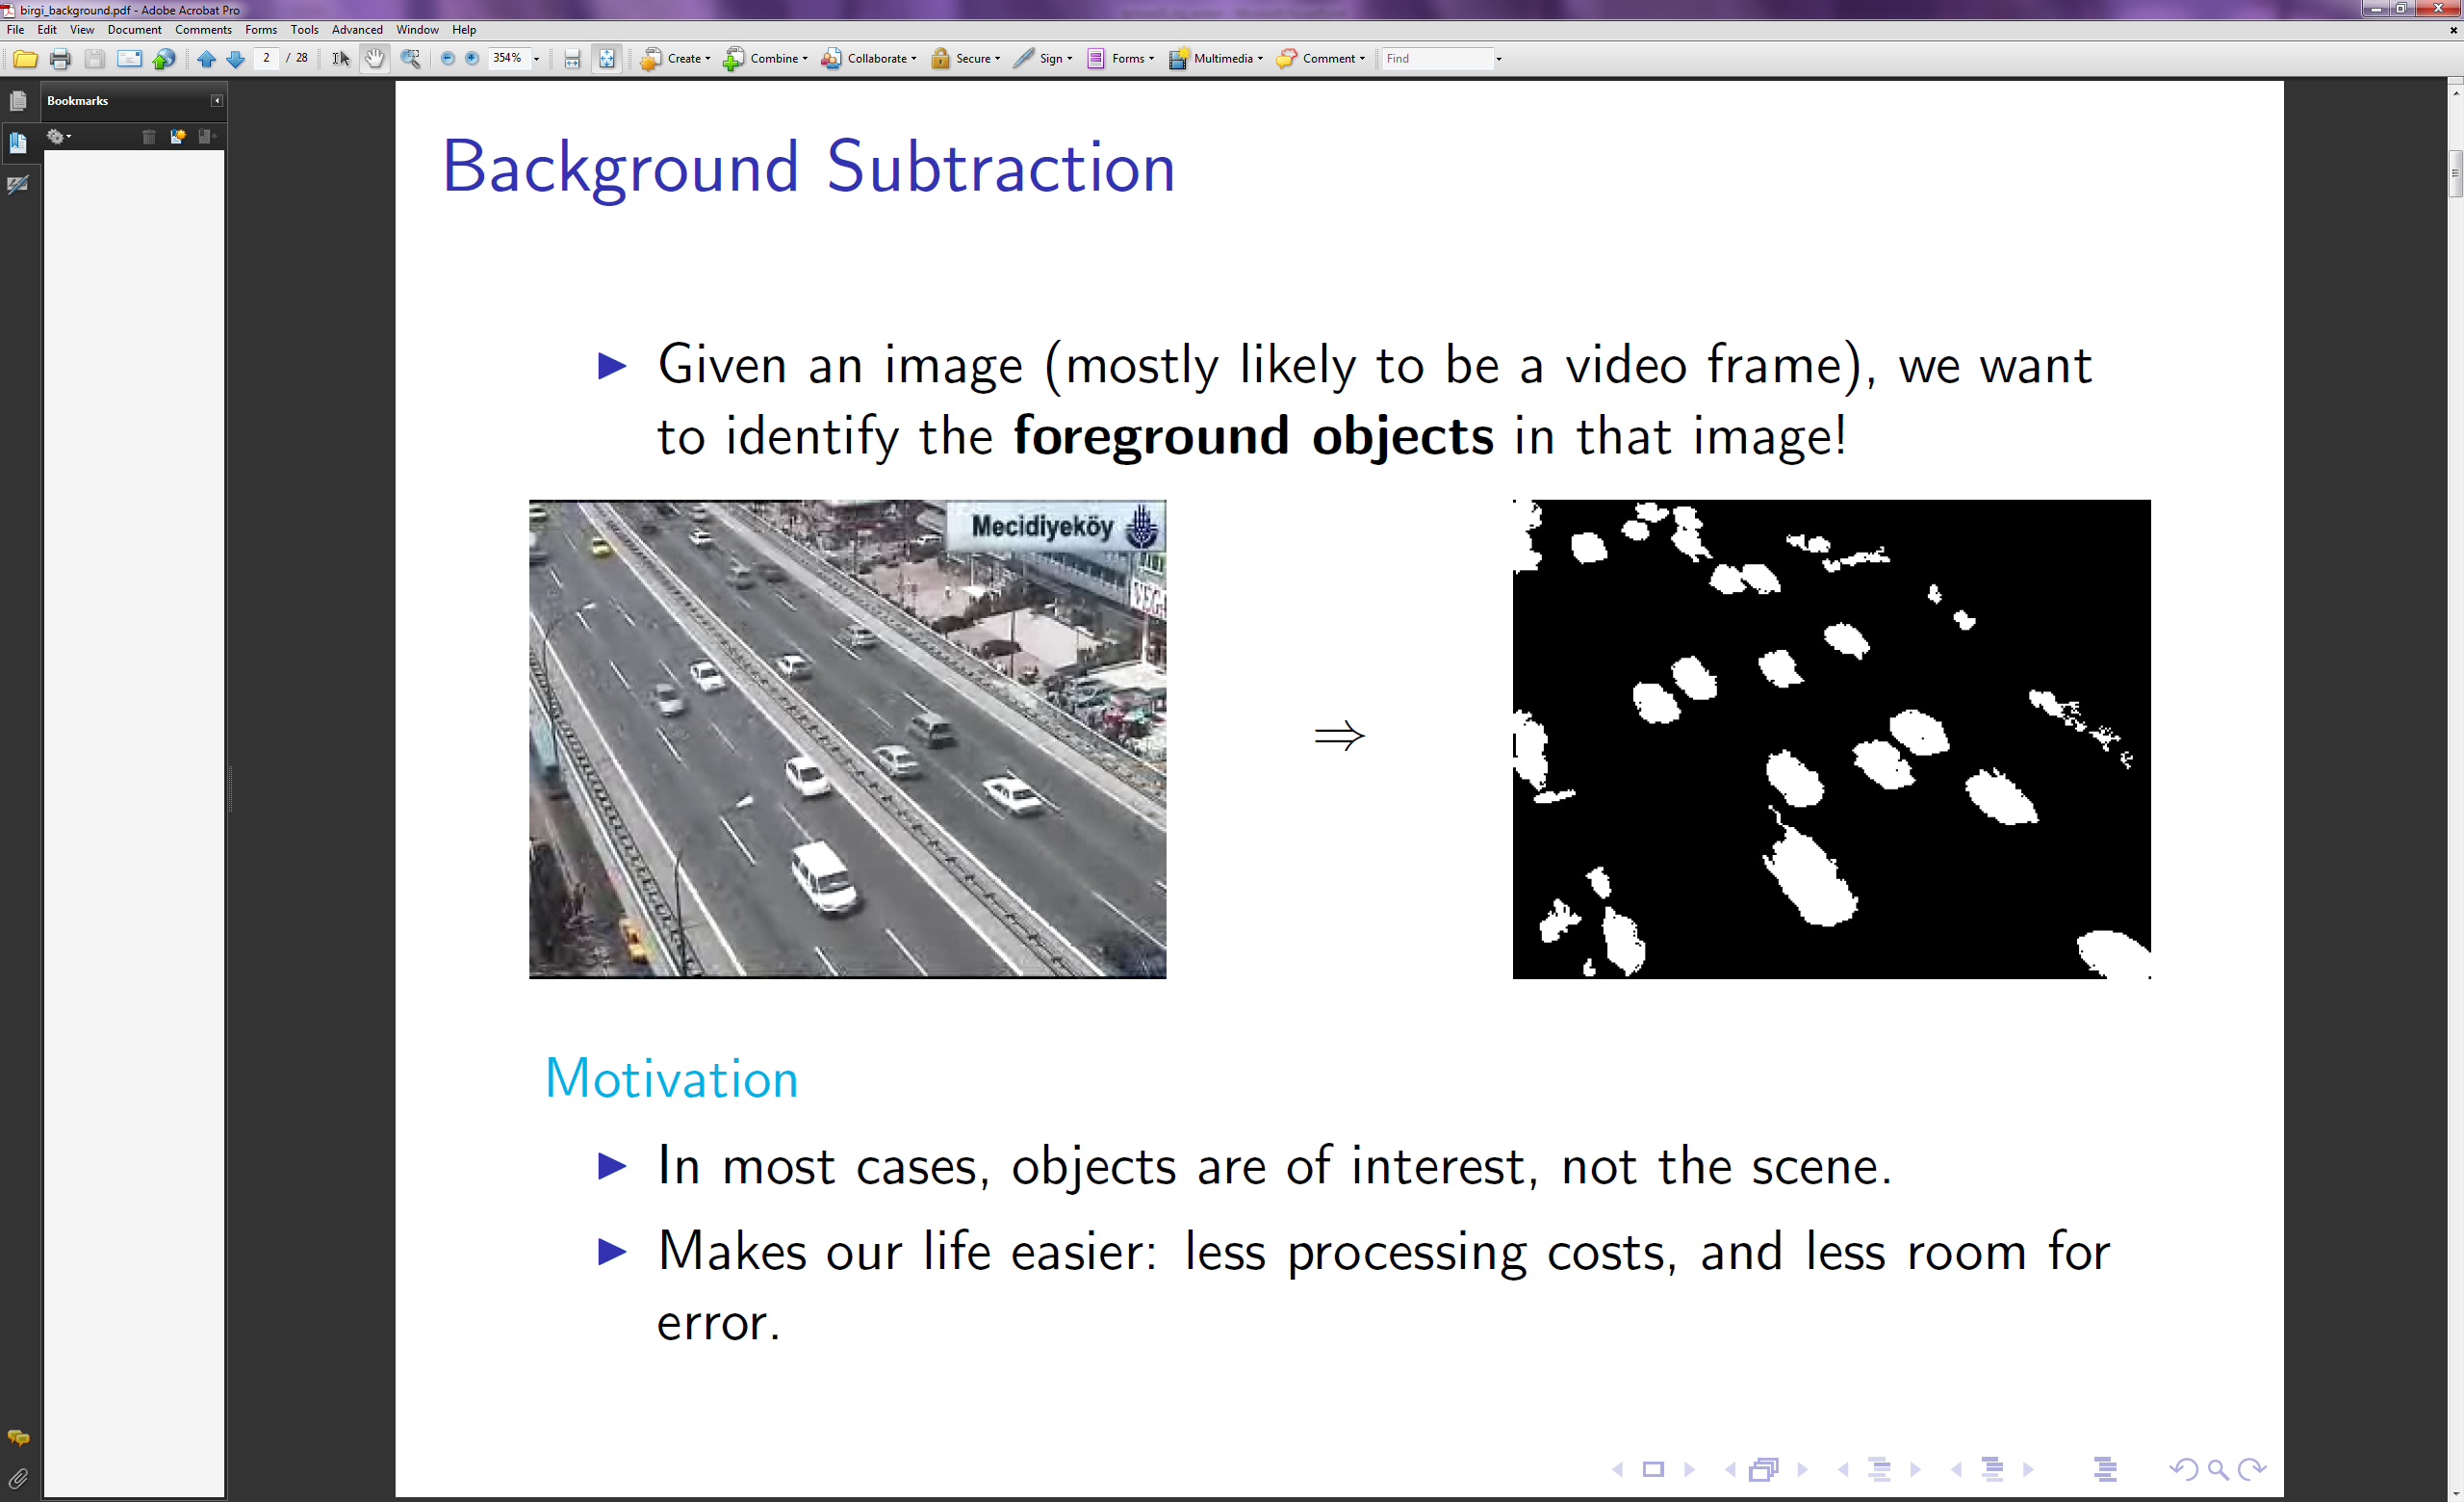 birgi_background.pdf - Adobe Acrobat Pro
File Edit View Document Comments Forms Tools Advanced Window Help
2 / 28 354% Create Combine Collaborate Secure Sign Forms Multimedia Comment Find
Bookmarks
Background Subtraction
Given an image (mostly likely to be a video frame), we want
to identify the foreground objects in that image!
Mecidiyeköy
VEGA
⇒
Motivation
In most cases, objects are of interest, not the scene.
Makes our life easier: less processing costs, and less room for
error.